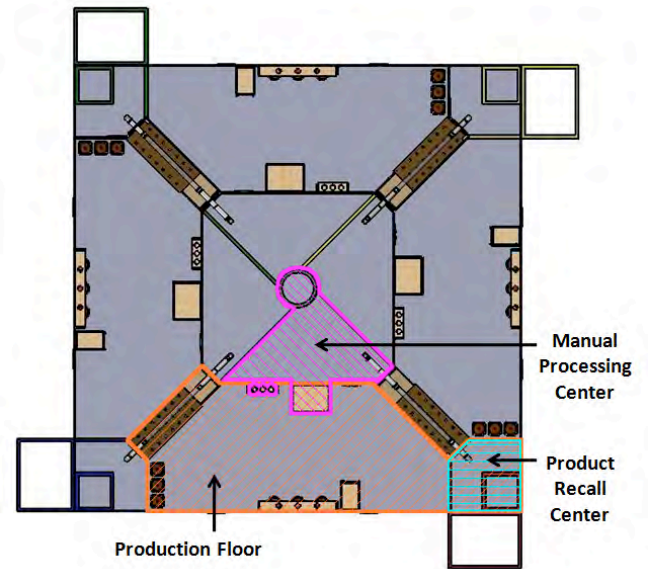 Manual
Processing
Center
Product
Recall
Center
Production Floor